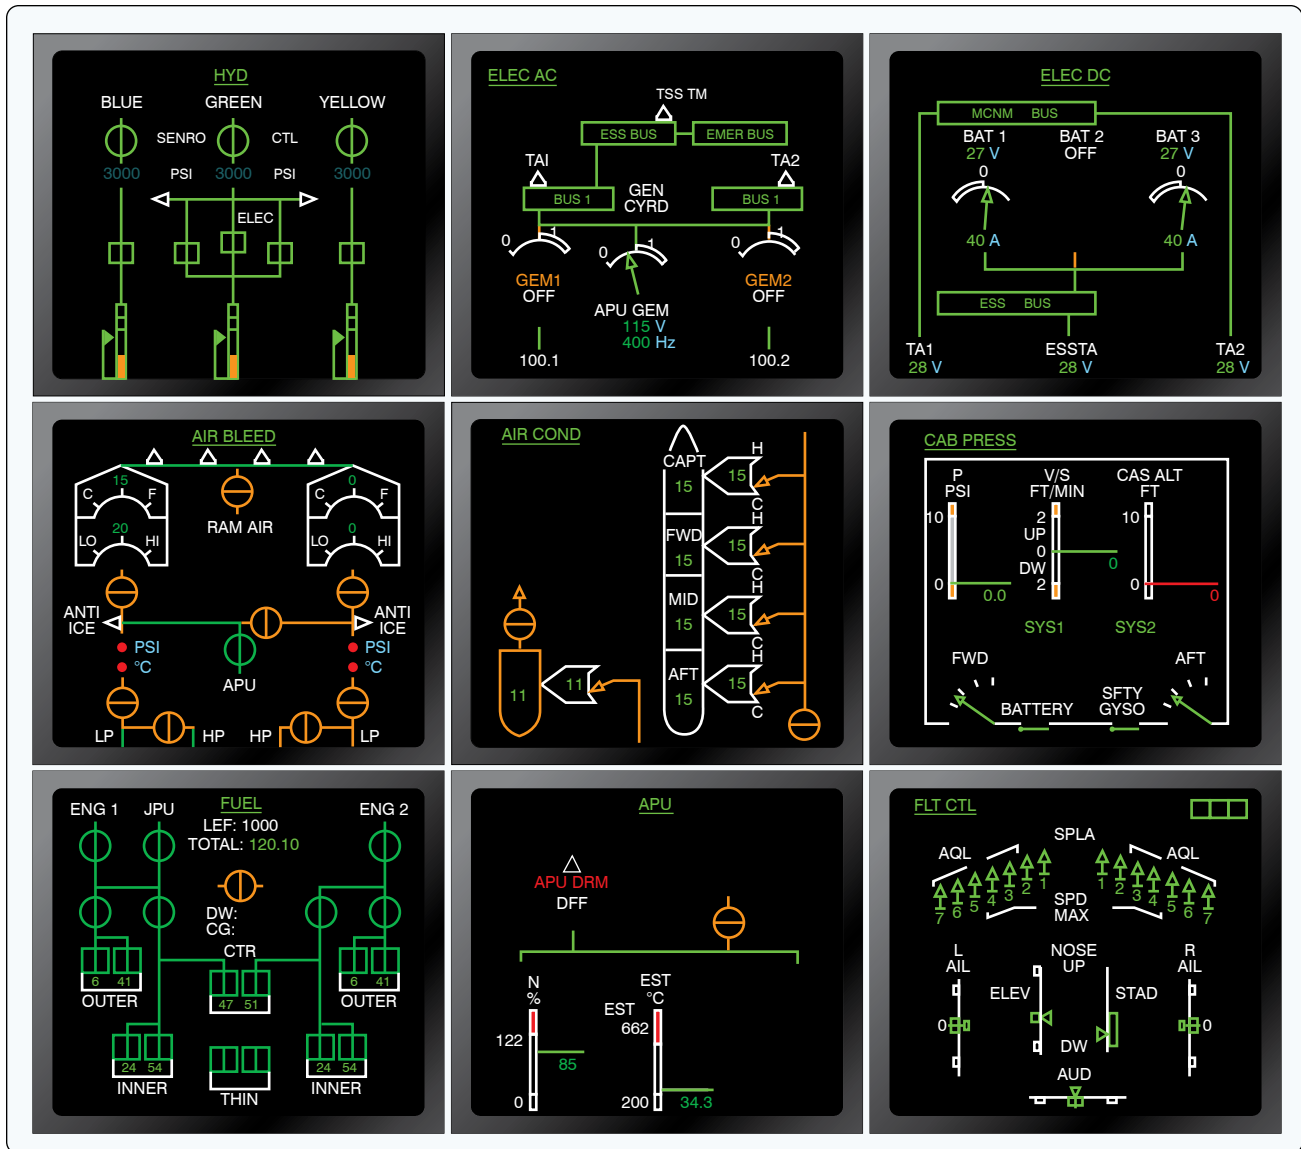 HYD
BLUE GREEN YELLOW
SENRO CTL
3000 PSI 3000 PSI 3000
ELEC
ELEC AC
TSS TM
ESS BUS EMER BUS
TAI TA2
BUS 1 GEN CYRD BUS 1
0 1 0 1 0 1
GEM1 GEM2
OFF OFF
APU GEM
115 V
400 Hz
100.1 100.2
ELEC DC
MCNM BUS
BAT 1 BAT 2 BAT 3
27 V OFF 27 V
0 0
40 A 40 A
ESS BUS
TA1 ESSTA TA2
28 V 28 V 28 V
AIR BLEED
15 0
C F C F
RAM AIR
20 0
LO HI LO HI
ANTI ICE ANTI ICE
PSI PSI
°C °C
APU
LP HP HP LP
AIR COND
H
CAPT
15 15
C
H
FWD
15 15
C
H
MID
15 15
C
H
AFT
15 15
C
11 11
CAB PRESS
P V/S CAS ALT
PSI FT/MIN FT
10 2 10
UP
0 0
DW
0 2 0
0.0 0
SYS1 SYS2
FWD AFT
BATTERY SFTY GYSO
FUEL
ENG 1 JPU ENG 2
LEF: 1000
TOTAL: 120.10
DW:
CG:
CTR
6 41 6 41
OUTER OUTER
47 51
24 54 24 54
INNER INNER
THIN
APU
APU DRM
DFF
N EST
% °C
EST
122 662
85
0 200 34.3
FLT CTL
SPLA
AQL AQL
7 6 5 4 3 2 1 1 2 3 4 5 6 7
SPD
MAX
L NOSE R
AIL UP AIL
ELEV STAD
0 0
DW
AUD